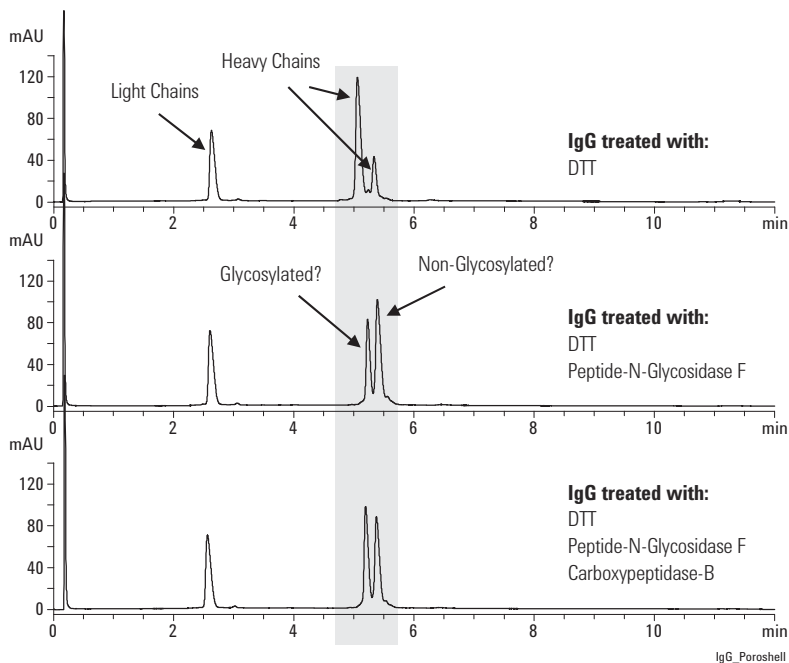 mAU
Heavy Chains
Light Chains
120
80
40
0
IgG treated with:
DTT
0 2 4 6 8 10 min
mAU
Glycosylated?
Non-Glycosylated?
120
80
40
0
IgG treated with:
DTT
Peptide-N-Glycosidase F
0 2 4 6 8 10 min
mAU
120
80
40
0
IgG treated with:
DTT
Peptide-N-Glycosidase F
Carboxypeptidase-B
0 2 4 6 8 10 min
IgG_Poroshell